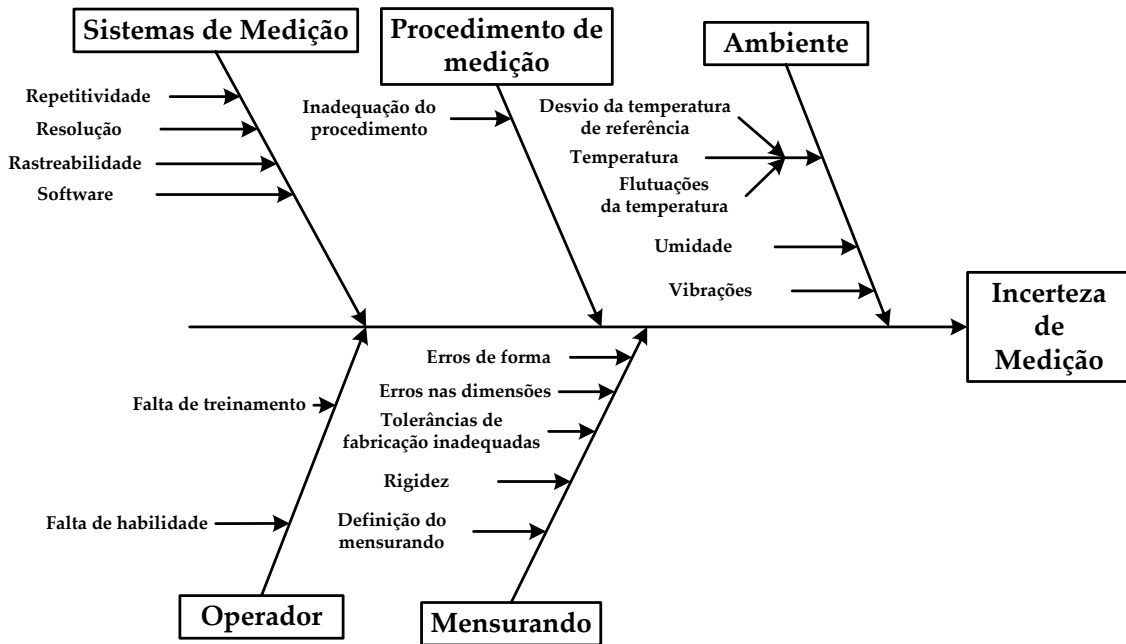 Sistemas de Medição
Procedimento de
medição
Ambiente
Repetitividade
Resolução
Rastreabilidade
Software
Inadequação do
procedimento
Desvio da temperatura
de referência
Temperatura
Flutuações
da temperatura
Umidade
Vibrações
Incerteza
de
Medição
Falta de treinamento
Falta de habilidade
Erros de forma
Erros nas dimensões
Tolerâncias de
fabricação inadequadas
Rigidez
Definição do
mensurando
Operador
Mensurando